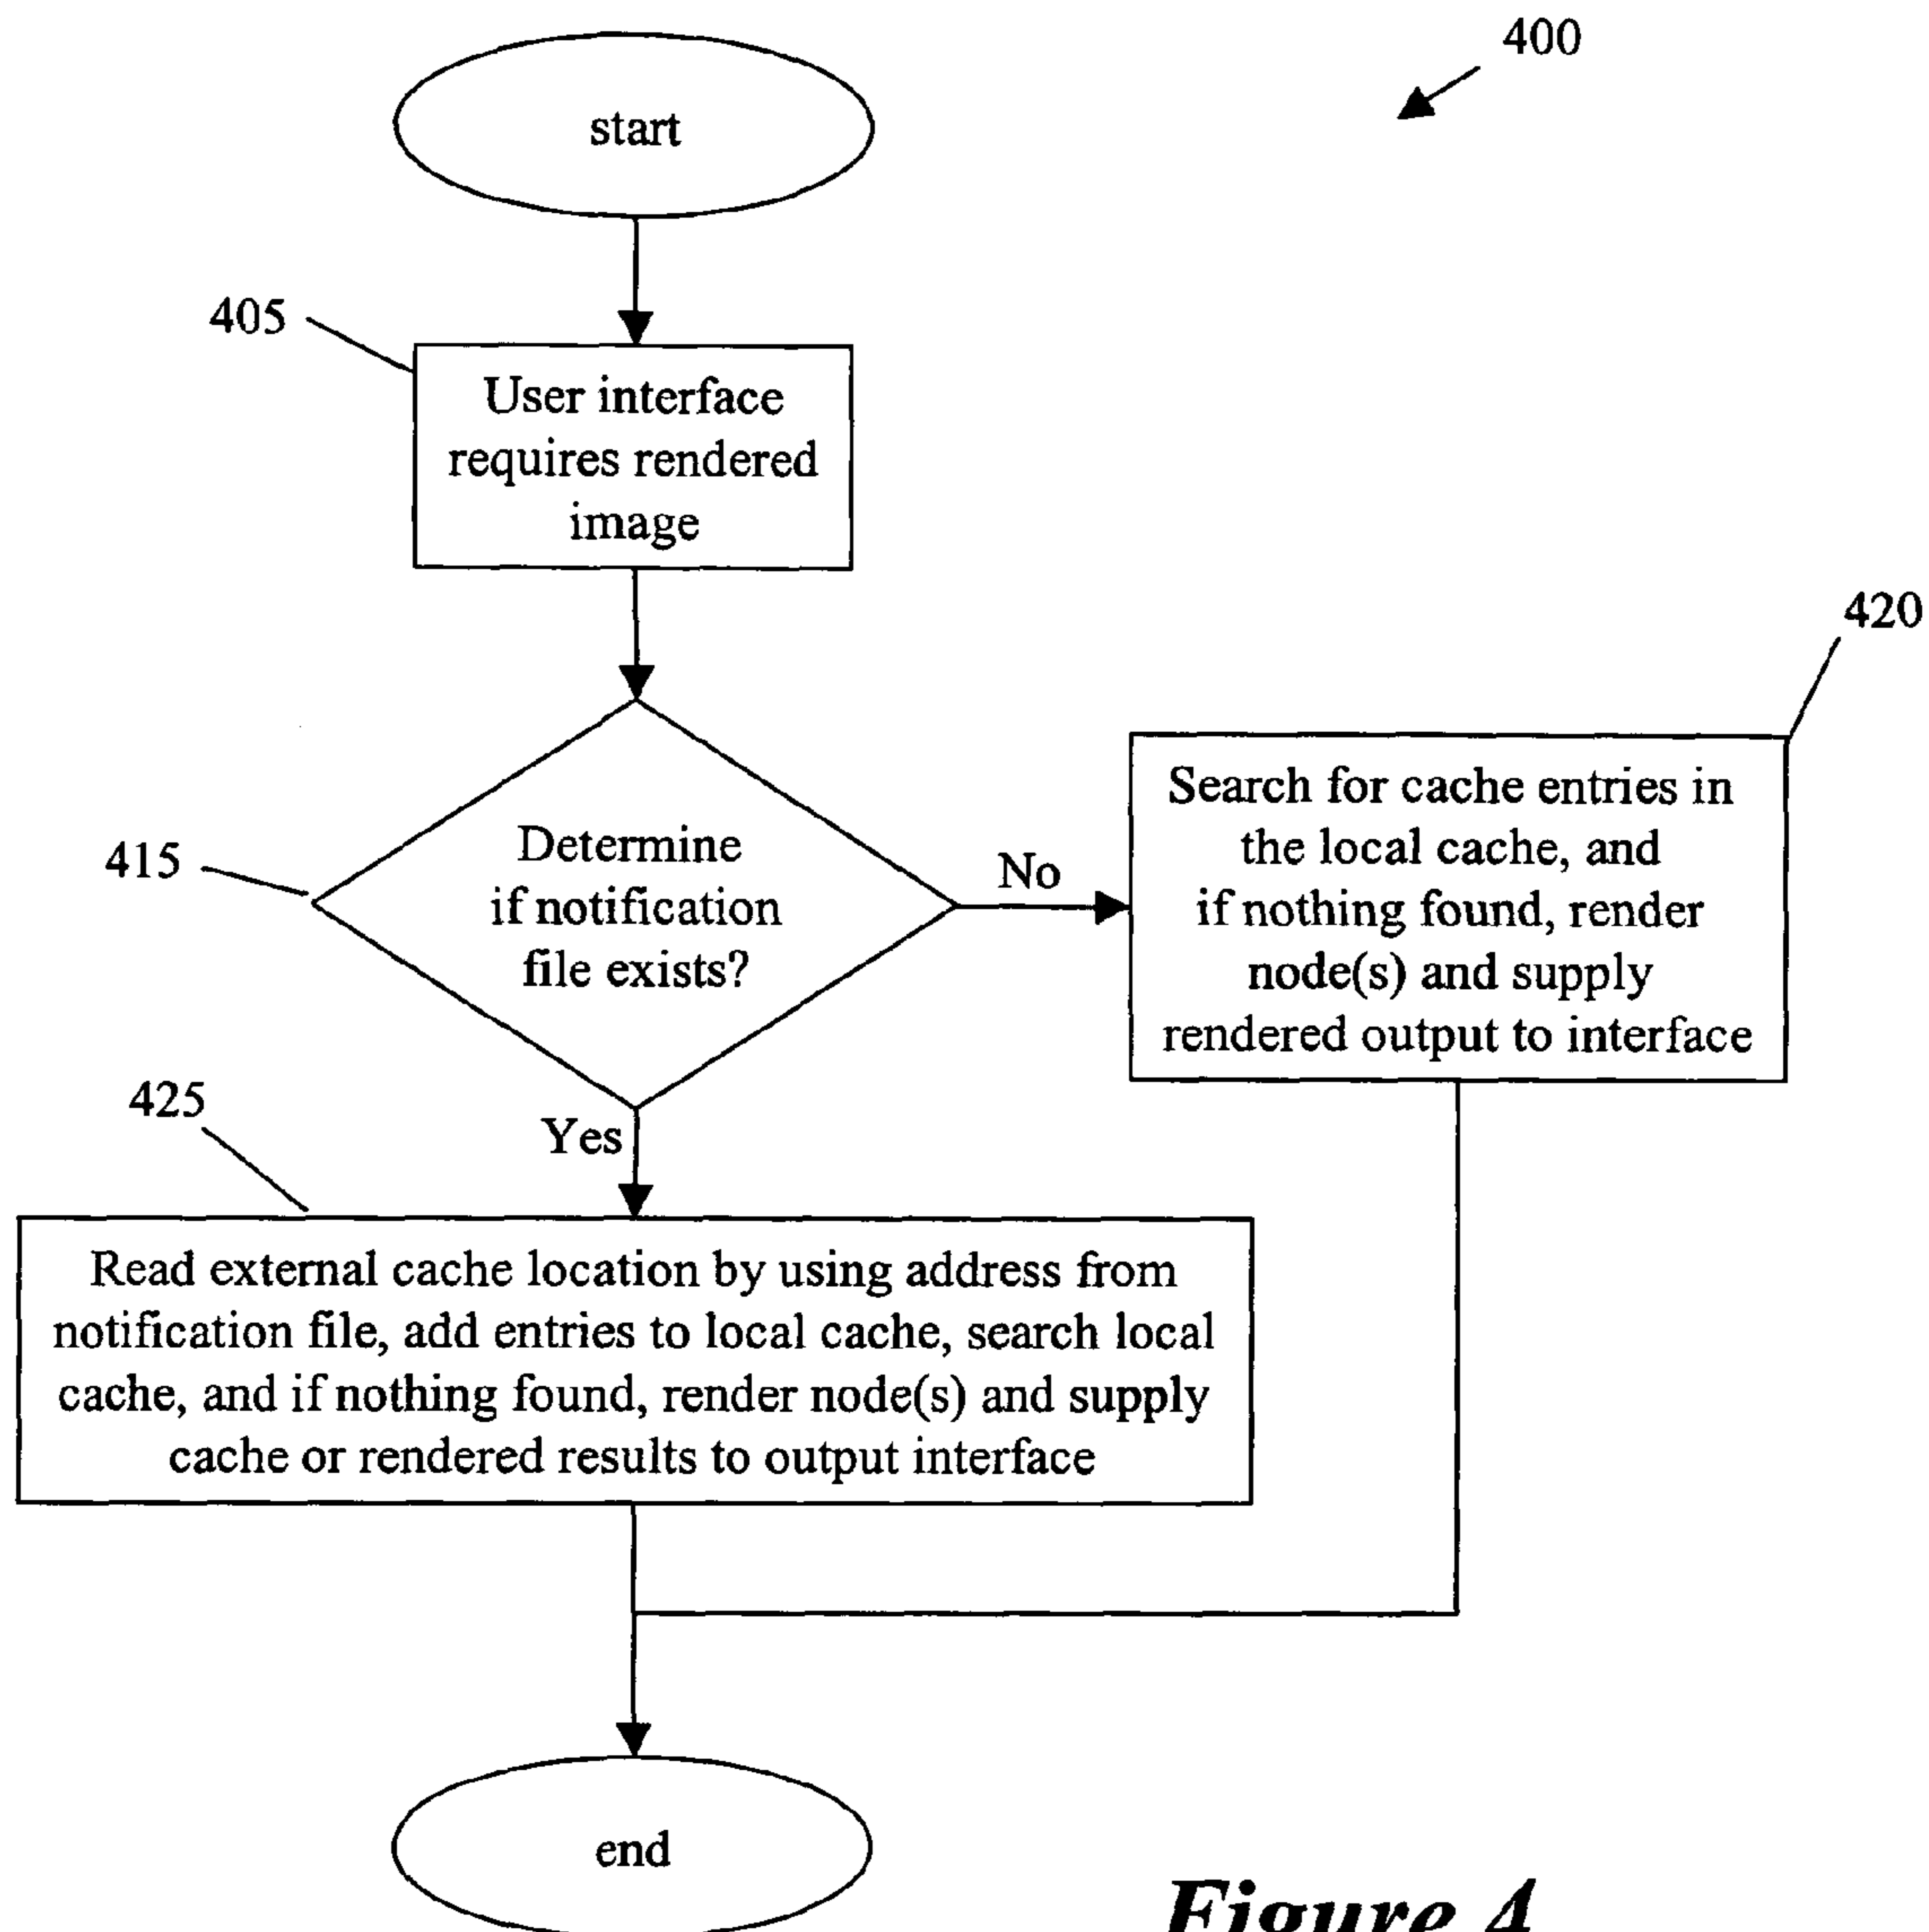 400
start
405
User interface
requires rendered
image
420
415
Determine
if notification
file exists?
No
Search for cache entries in
the local cache, and
if nothing found, render
node(s) and supply
rendered output to interface
425
Yes
Read external cache location by using address from
notification file, add entries to local cache, search local
cache, and if nothing found, render node(s) and supply
cache or rendered results to output interface
end
Figure 4